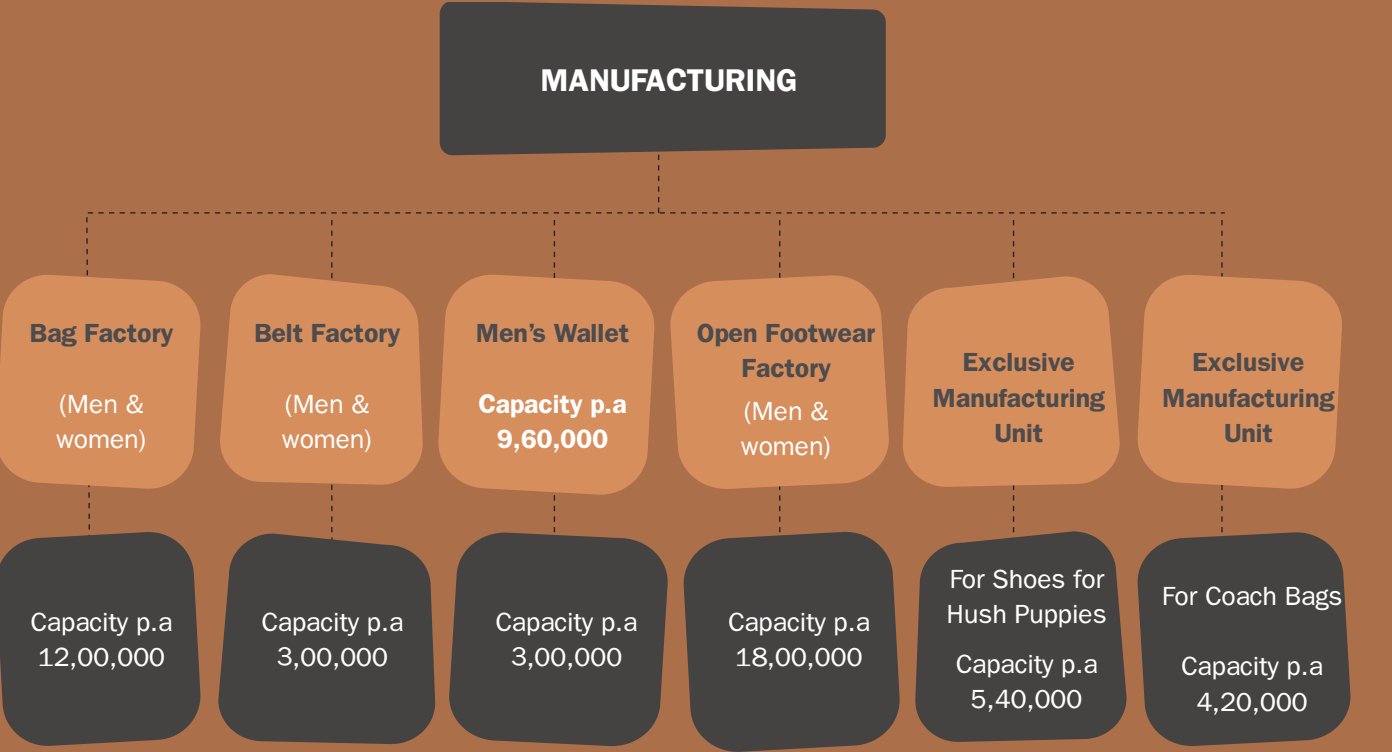 MANUFACTURING
Bag Factory
(Men &
women)
Belt Factory
(Men &
women)
Men’s Wallet
Capacity p.a
9,60,000
Open Footwear
Factory
(Men &
women)
Exclusive
Manufacturing
Unit
Exclusive
Manufacturing
Unit
Capacity p.a
12,00,000
Capacity p.a
3,00,000
Capacity p.a
3,00,000
Capacity p.a
18,00,000
For Shoes for
Hush Puppies
Capacity p.a
5,40,000
For Coach Bags
Capacity p.a
4,20,000